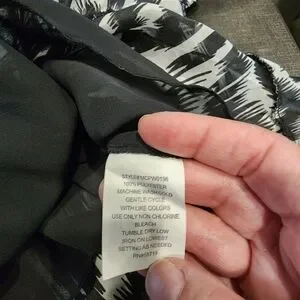 100% POLYESTER
MACHINE WASH COLD
GENTLE CYCLE
WITH LIKE COLORS
USE ONLY NON CHLORINE
BLEACH
TUMBLE DRY LOW
IRON ON LOWEST
SETTING AS NEEDED